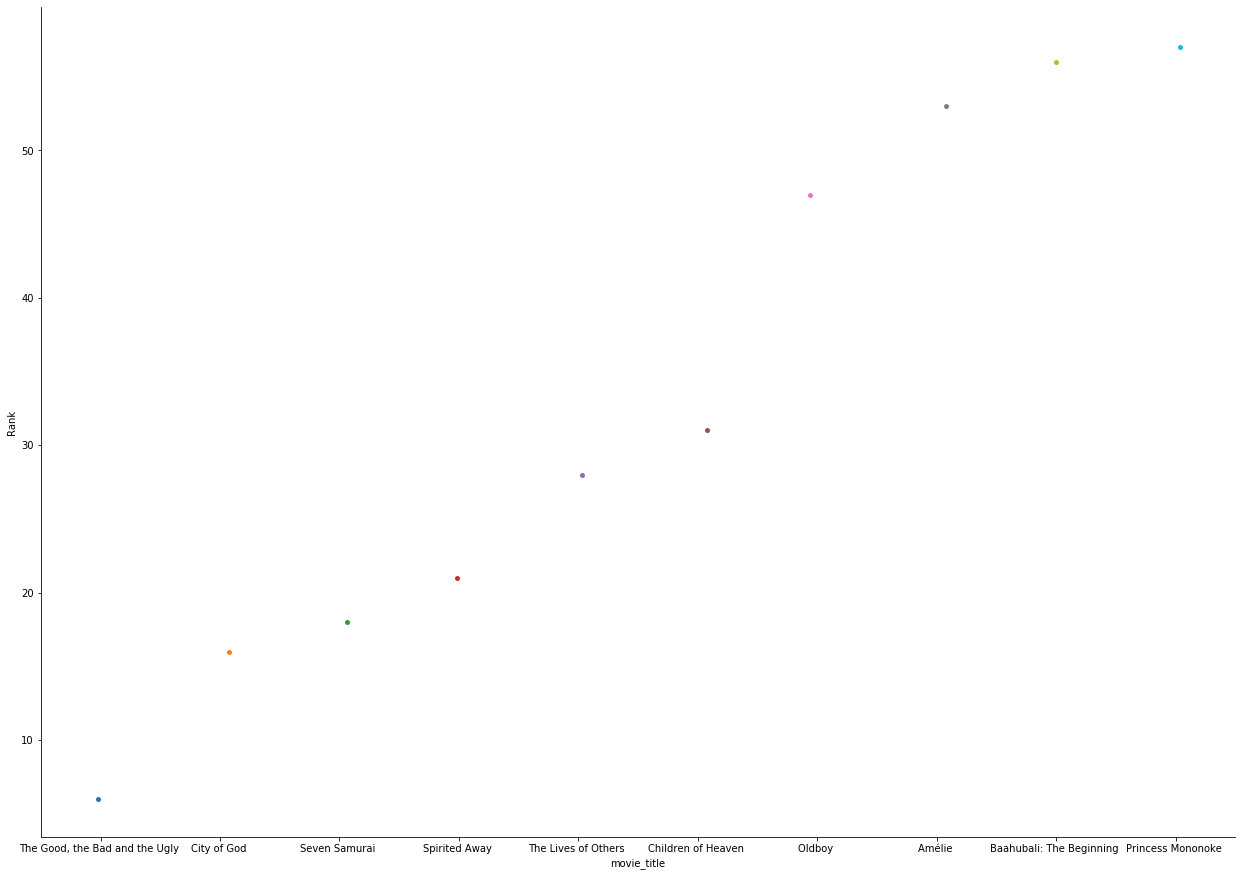 50
40
30
20
10
Rank
The Good, the Bad and the Ugly City of God Seven Samurai Spirited Away The Lives of Others Children of Heaven Oldboy Amélie Baahubali: The Beginning Princess Mononoke
movie_title